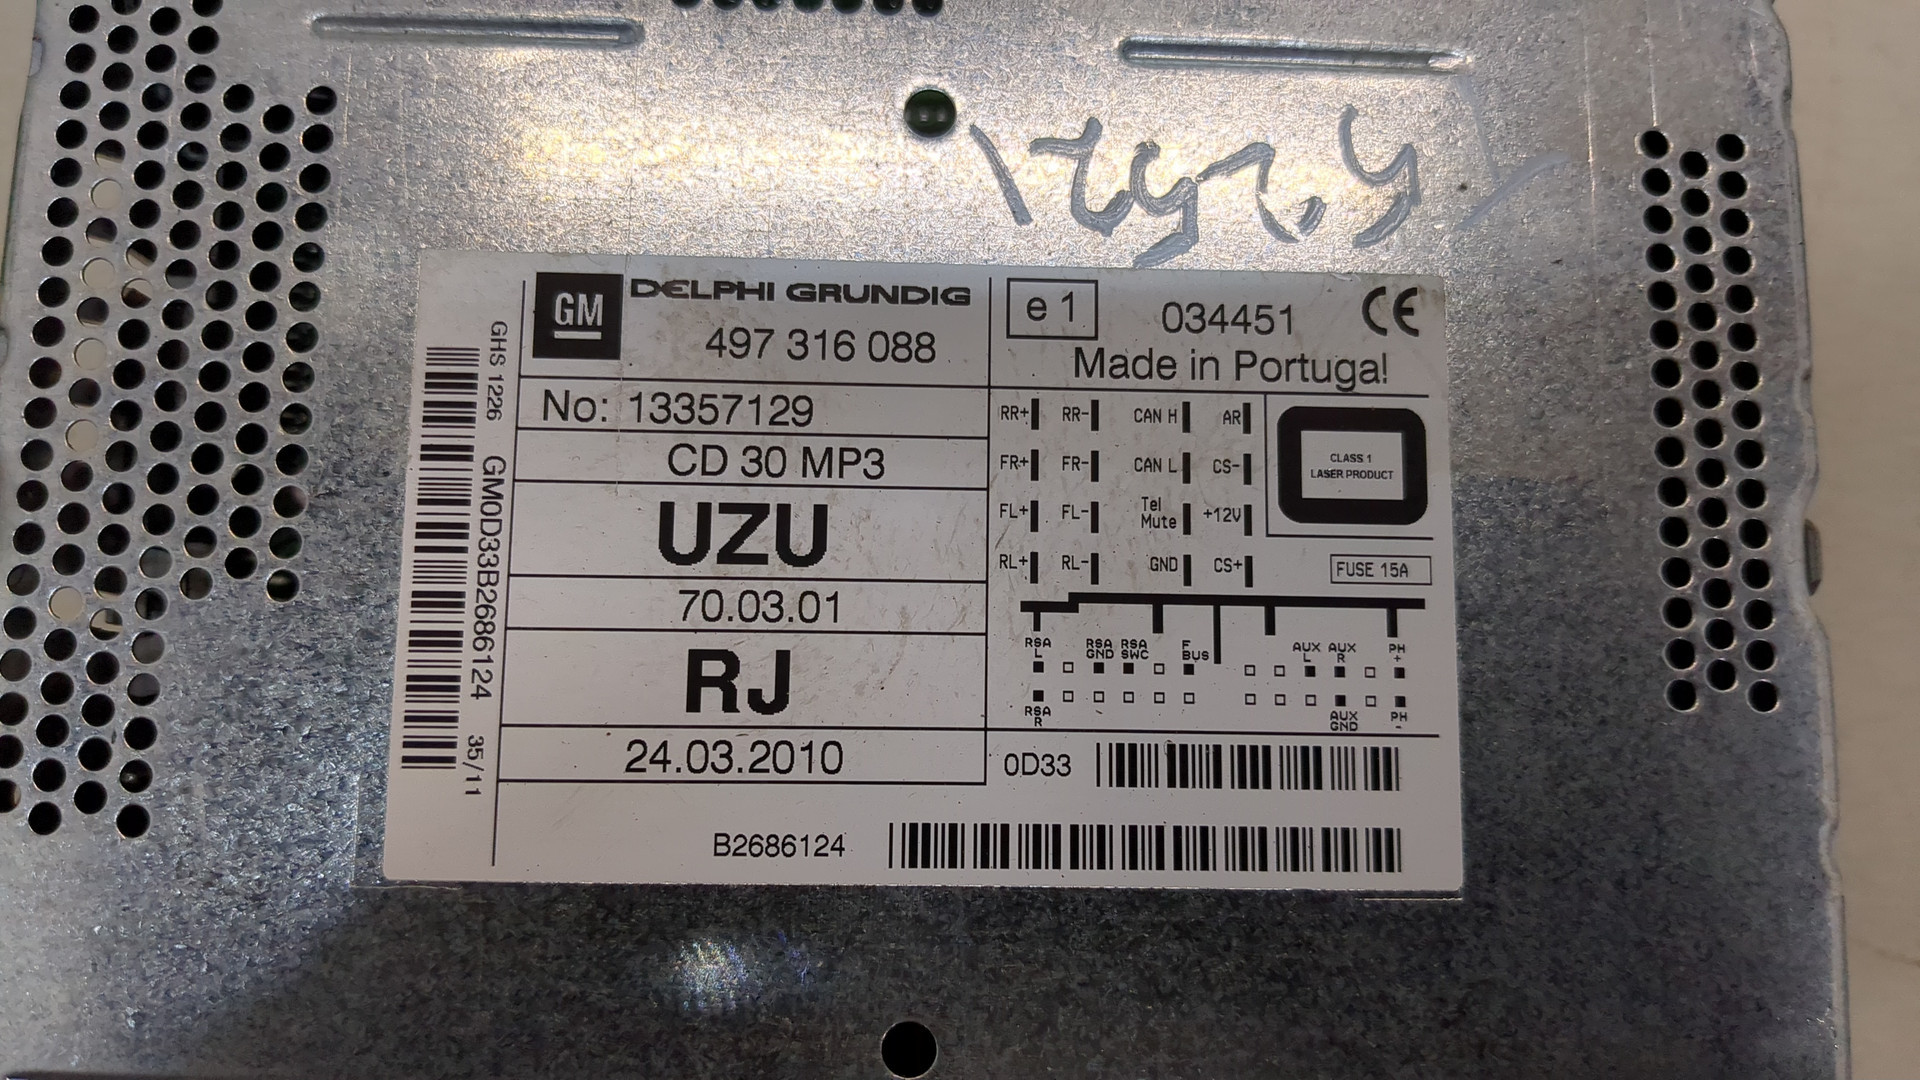 GM DELPHI GRUNDIG
497 316 088
No: 13357129
CD 30 MP3
UZU
70.03.01
RJ
24.03.2010
e1 034451 CE
Made in Portugal
RR+ RR- CAN H AR
FR+ FR- CAN L CS-
FL+ FL- Tel Mute +12V
RL+ RL- GND CS+
CLASS 1
LASER PRODUCT
FUSE 15A
RSA L RSA GND RSA SWC F BUS AUX L AUX R PH +
RSA R AUX GND PH -
0D33
B2686124
GHS 1226 GM0D33B2686124 35/11